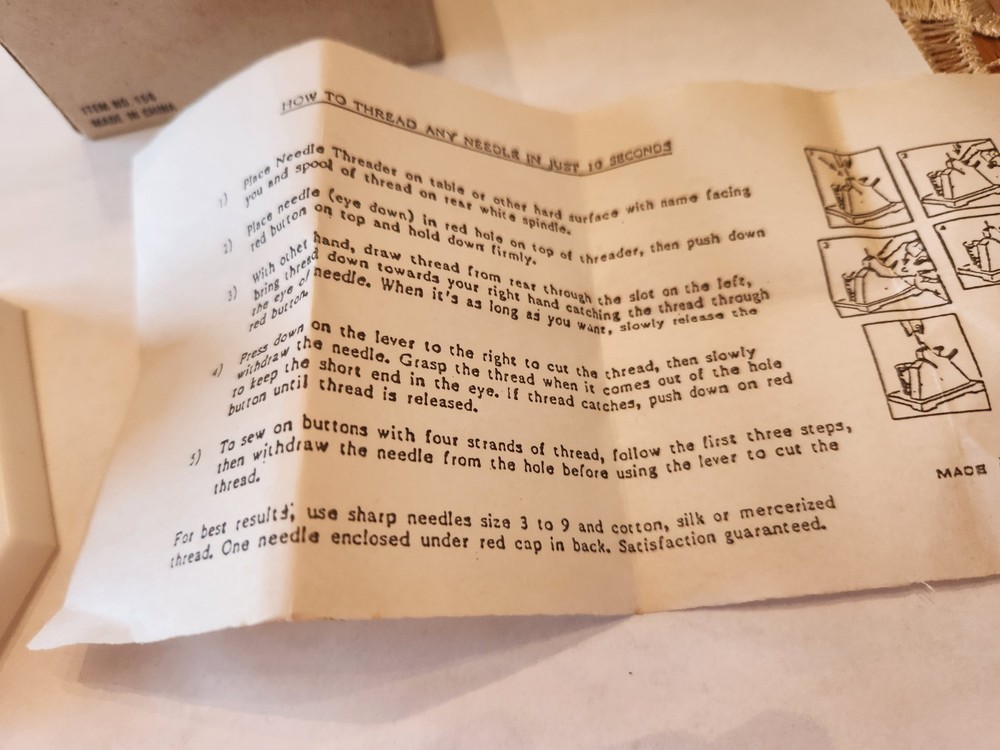 ITEM NO. 166
MADE IN CHINA
HOW TO THREAD ANY NEEDLE IN JUST 10 SECONDS
1) Place Needle Threader on table or other hard surface with name facing
you and spool of thread on rear white spindle.
2) Place needle (eye down) in red hole on top of threader, then push down
red button on top and hold down firmly.
3) With other hand, draw thread from rear through the slot on the left,
bring thread down towards your right hand catching the thread through
the eye of needle. When it's as long as you want, slowly release the
red button.
4) Press down on the lever to the right to cut the thread, then slowly
withdraw the needle. Grasp the thread when it comes out of the hole
to keep the short end in the eye. If thread catches, push down on red
button until thread is released.
5) To sew on buttons with four strands of thread, follow the first three steps,
then withdraw the needle from the hole before using the lever to cut the
thread.
For best results, use sharp needles size 3 to 9 and cotton, silk or mercerized
thread. One needle enclosed under red cap in back. Satisfaction guaranteed.
MADE